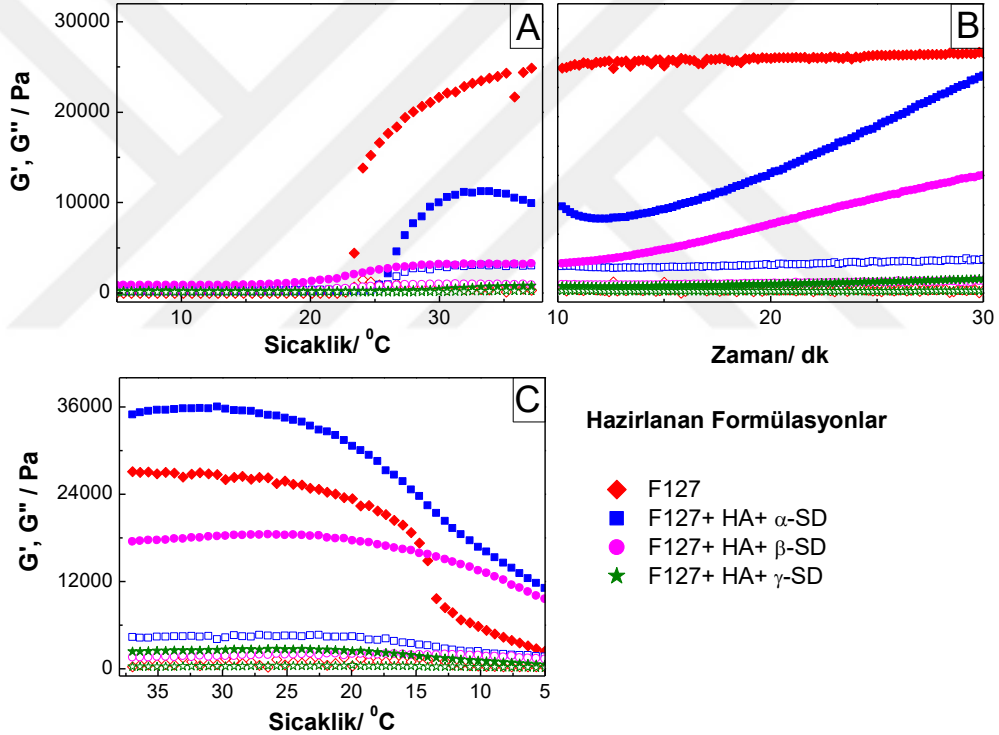 A
30000
20000
10000
0
G', G'' / Pa
10
20
30
Sicaklik/ ⁰C
B
10
20
30
Zaman/ dk
C
36000
24000
12000
0
G', G'' / Pa
35
30
25
20
15
10
5
Sicaklik/ ⁰C
Hazirlanan Formülasyonlar
F127
F127+ HA+ α-SD
F127+ HA+ β-SD
F127+ HA+ γ-SD